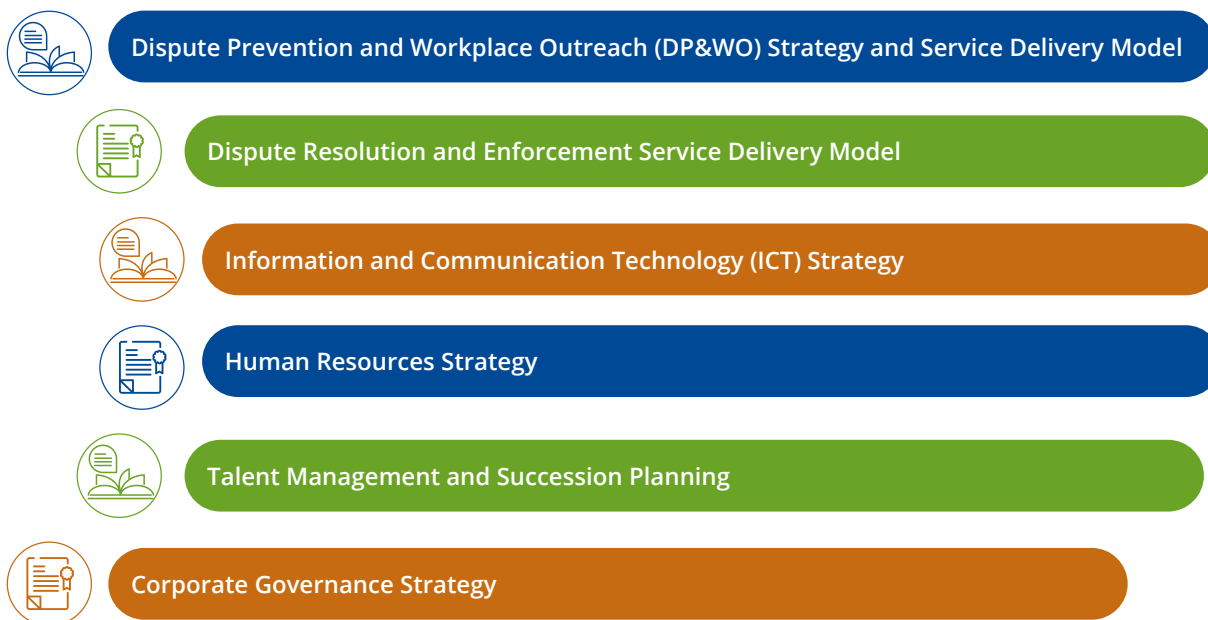 Dispute Prevention and Workplace Outreach (DP&WO) Strategy and Service Delivery Model
Dispute Resolution and Enforcement Service Delivery Model
Information and Communication Technology (ICT) Strategy
Human Resources Strategy
Talent Management and Succession Planning
Corporate Governance Strategy